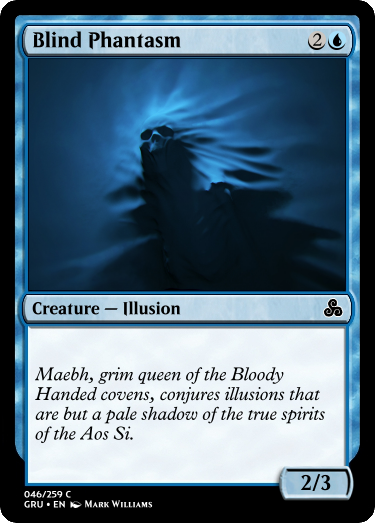 Blind Phantasm 2
Creature — Illusion
Maebh, grim queen of the Bloody
Handed covens, conjures illusions that
are but a pale shadow of the true spirits
of the Aos Si.
2/3
046/259 C
GRU • EN Mark Williams